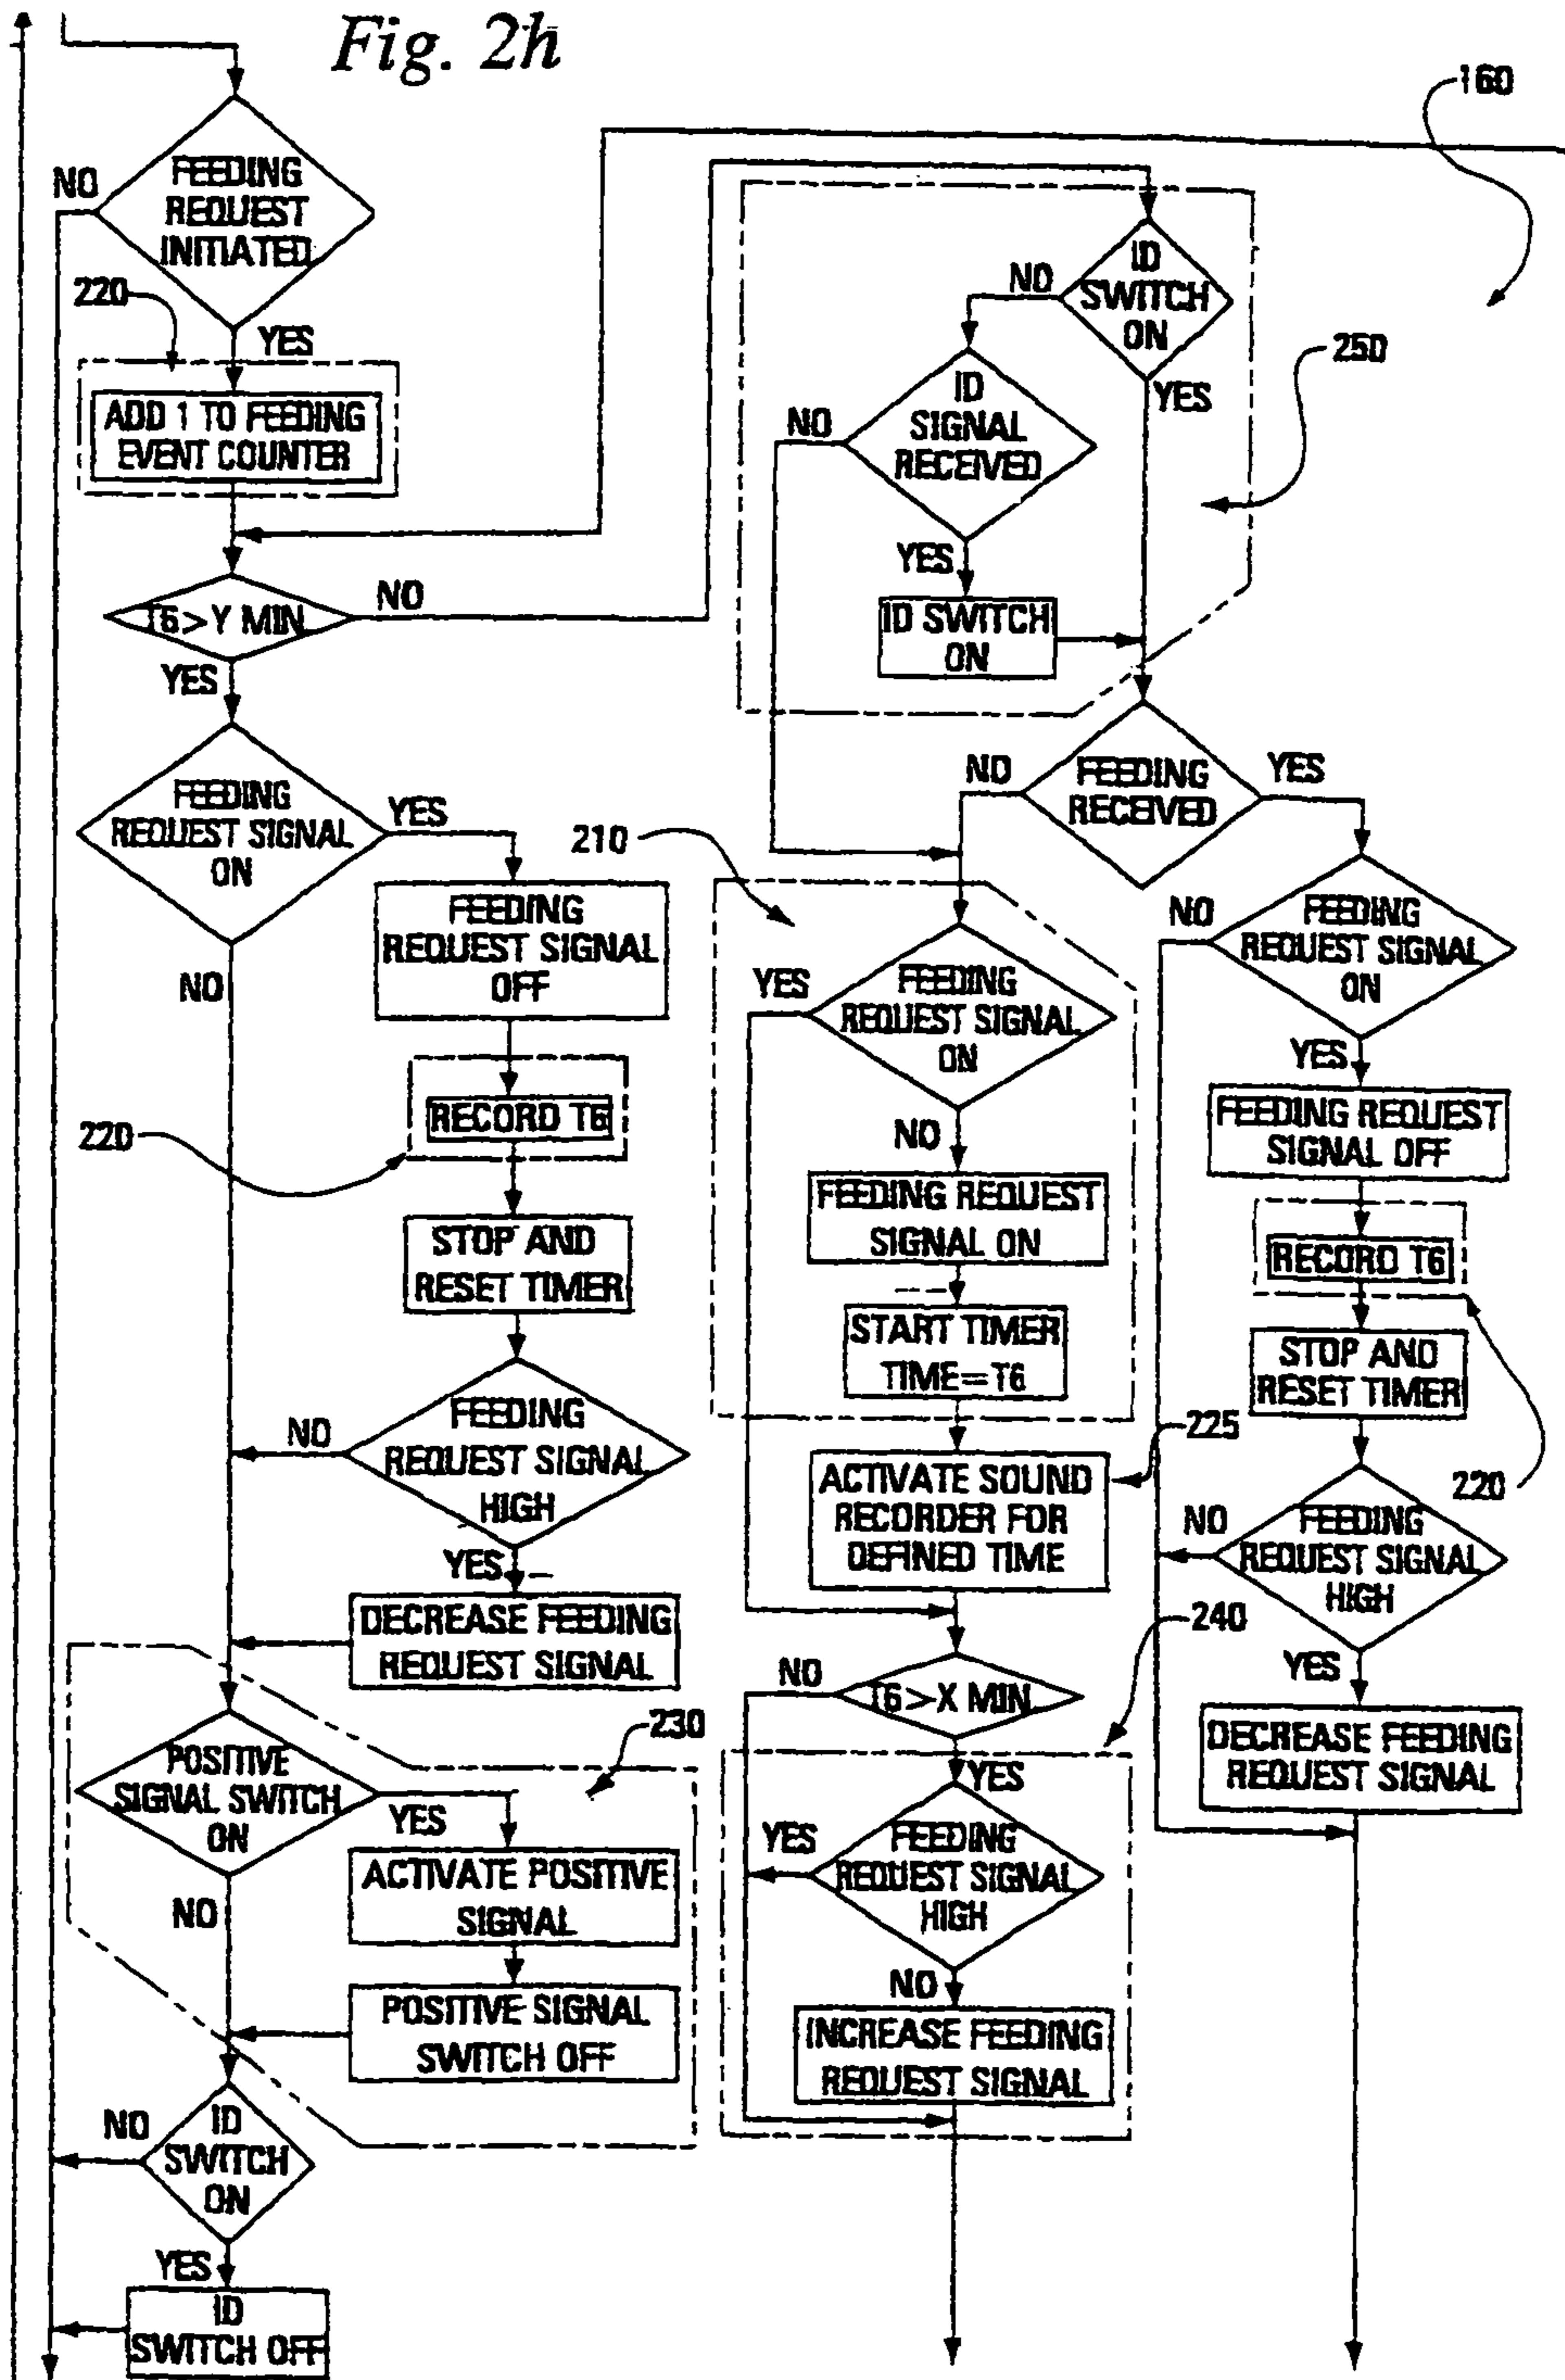 Fig. 2h
160
FEEDING
REQUEST
INITIATED
NO
220
YES
ADD 1 TO FEEDING
EVENT COUNTER
T6>Y MIN
NO
YES
FEEDING
REQUEST SIGNAL
ON
YES
NO
FEEDING
REQUEST SIGNAL
OFF
RECORD T6
220
STOP AND
RESET TIMER
FEEDING
REQUEST SIGNAL
HIGH
NO
YES
DECREASE FEEDING
REQUEST SIGNAL
230
POSITIVE
SIGNAL SWITCH
ON
YES
NO
ACTIVATE POSITIVE
SIGNAL
POSITIVE SIGNAL
SWITCH OFF
ID
SWITCH
ON
NO
YES
ID
SWITCH OFF
ID
SWITCH
ON
NO
YES
250
ID
SIGNAL
RECEIVED
NO
YES
ID SWITCH
ON
FEEDING
RECEIVED
NO
YES
210
FEEDING
REQUEST SIGNAL
ON
YES
NO
FEEDING REQUEST
SIGNAL ON
START TIMER
TIME=T6
225
ACTIVATE SOUND
RECORDER FOR
DEFINED TIME
240
T6>X MIN
NO
YES
FEEDING
REQUEST SIGNAL
HIGH
YES
NO
INCREASE FEEDING
REQUEST SIGNAL
FEEDING
REQUEST SIGNAL
ON
NO
YES
FEEDING REQUEST
SIGNAL OFF
RECORD T6
220
STOP AND
RESET TIMER
FEEDING
REQUEST SIGNAL
HIGH
NO
YES
DECREASE FEEDING
REQUEST SIGNAL